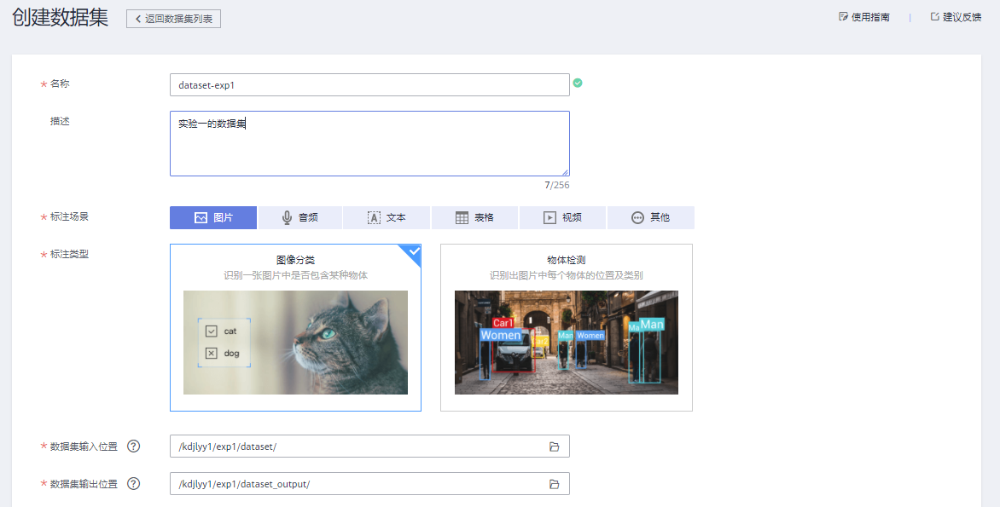 创建数据集
返回数据集列表
使用指南
建议反馈
* 名称
dataset-exp1
描述
实验一的数据集
7/256
* 标注场景
图片
音频
文本
表格
视频
其他
* 标注类型
图像分类
识别一张图片中是否包含某种物体
cat
dog
物体检测
识别出图片中每个物体的位置及类别
Car1
Women
Car2
Man
Women
Ma
Man
* 数据集输入位置
/kdjlyy1/exp1/dataset/
* 数据集输出位置
/kdjlyy1/exp1/dataset_output/